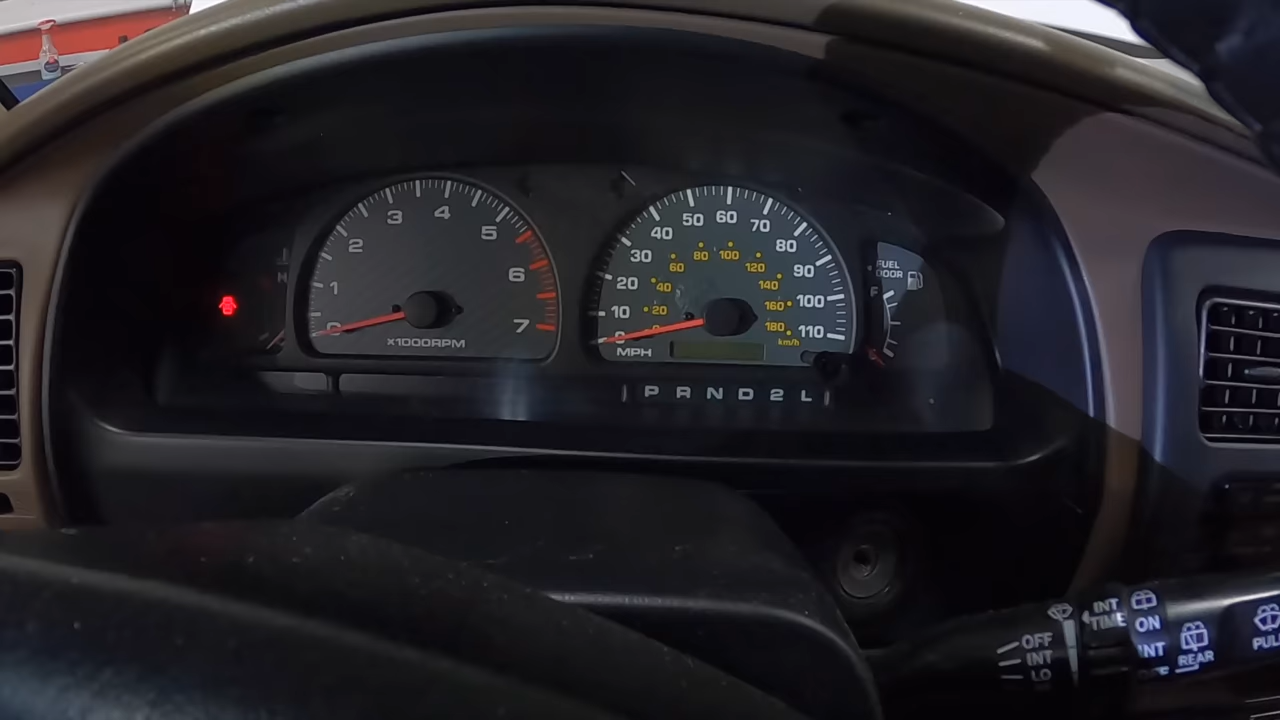 H
0 1 2 3 4 5 6 7
x1000RPM
0 10 20 30 40 50 60 70 80 90 100 110
20 40 60 80 100 120 140 160 180
km/h
MPH
FUEL
DOOR
F
P R N D 2 L
OFF
INT
LO
INT
TIME
ON
INT
REAR